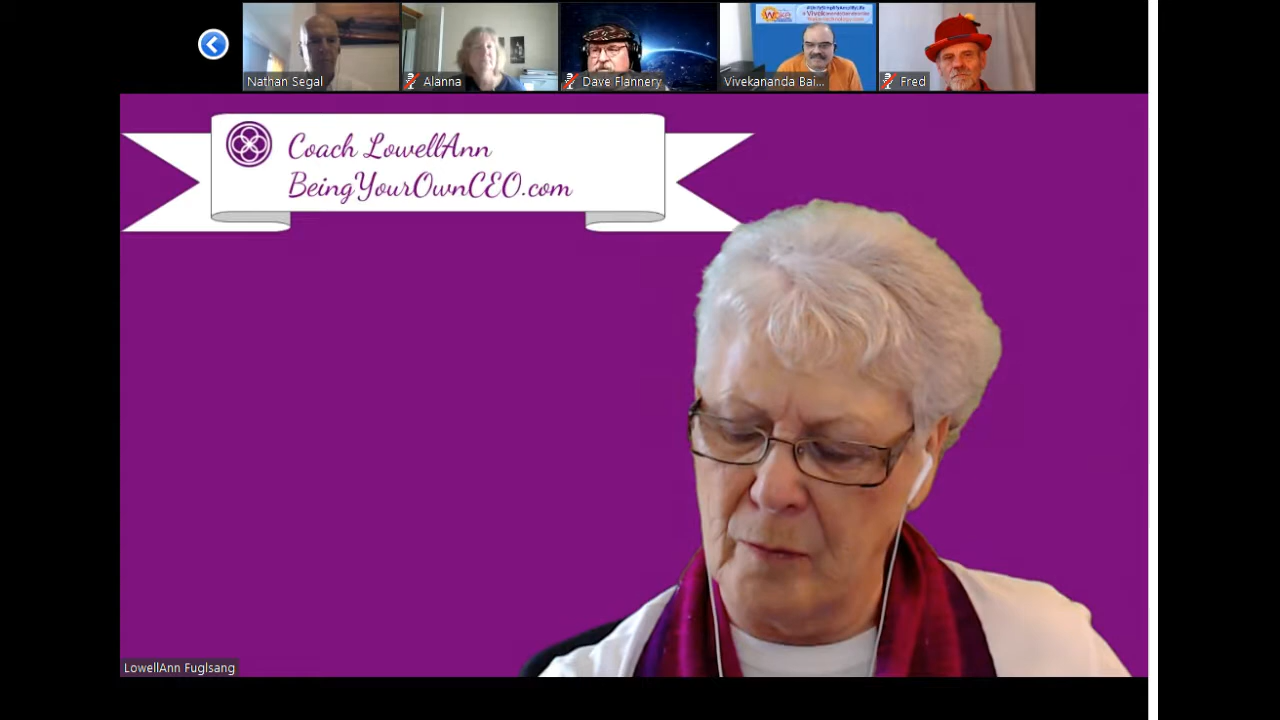 Nathan Segal
Alanna
Dave Flannery
Vivekananda Bai...
Fred
Coach LowellAnn
BeingYourOwnCEO.com
LowellAnn Fuglsang